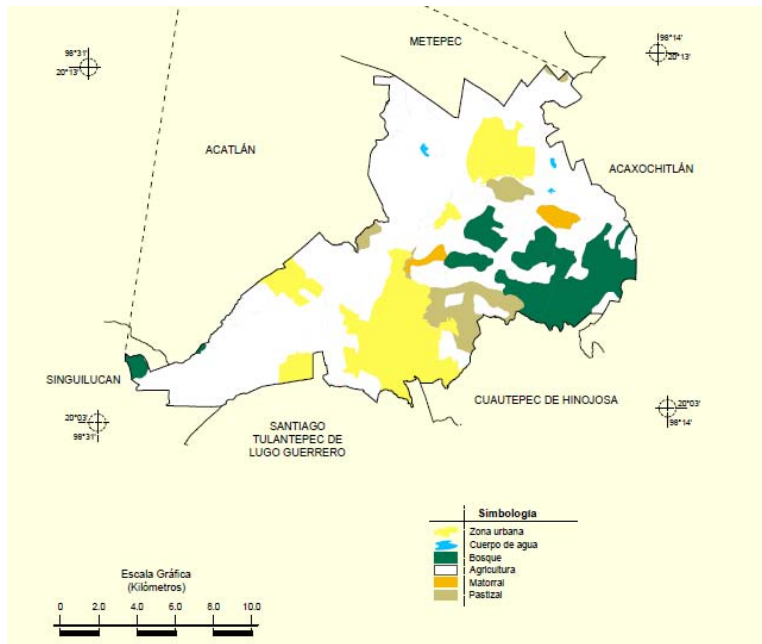 METEPEC
98°31'
20°13'
98°14'
20°13'
ACATLÁN
ACAXOCHITLÁN
SINGUILUCAN
CUAUTEPEC DE HINOJOSA
20°03'
98°31'
20°03'
98°14'
SANTIAGO
TULANTEPEC DE
LUGO GUERRERO
Simbología
Zona urbana
Cuerpo de agua
Bosque
Agricultura
Matorral
Pastizal
Escala Gráfica
(Kilómetros)
0 2.0 4.0 6.0 8.0 10.0